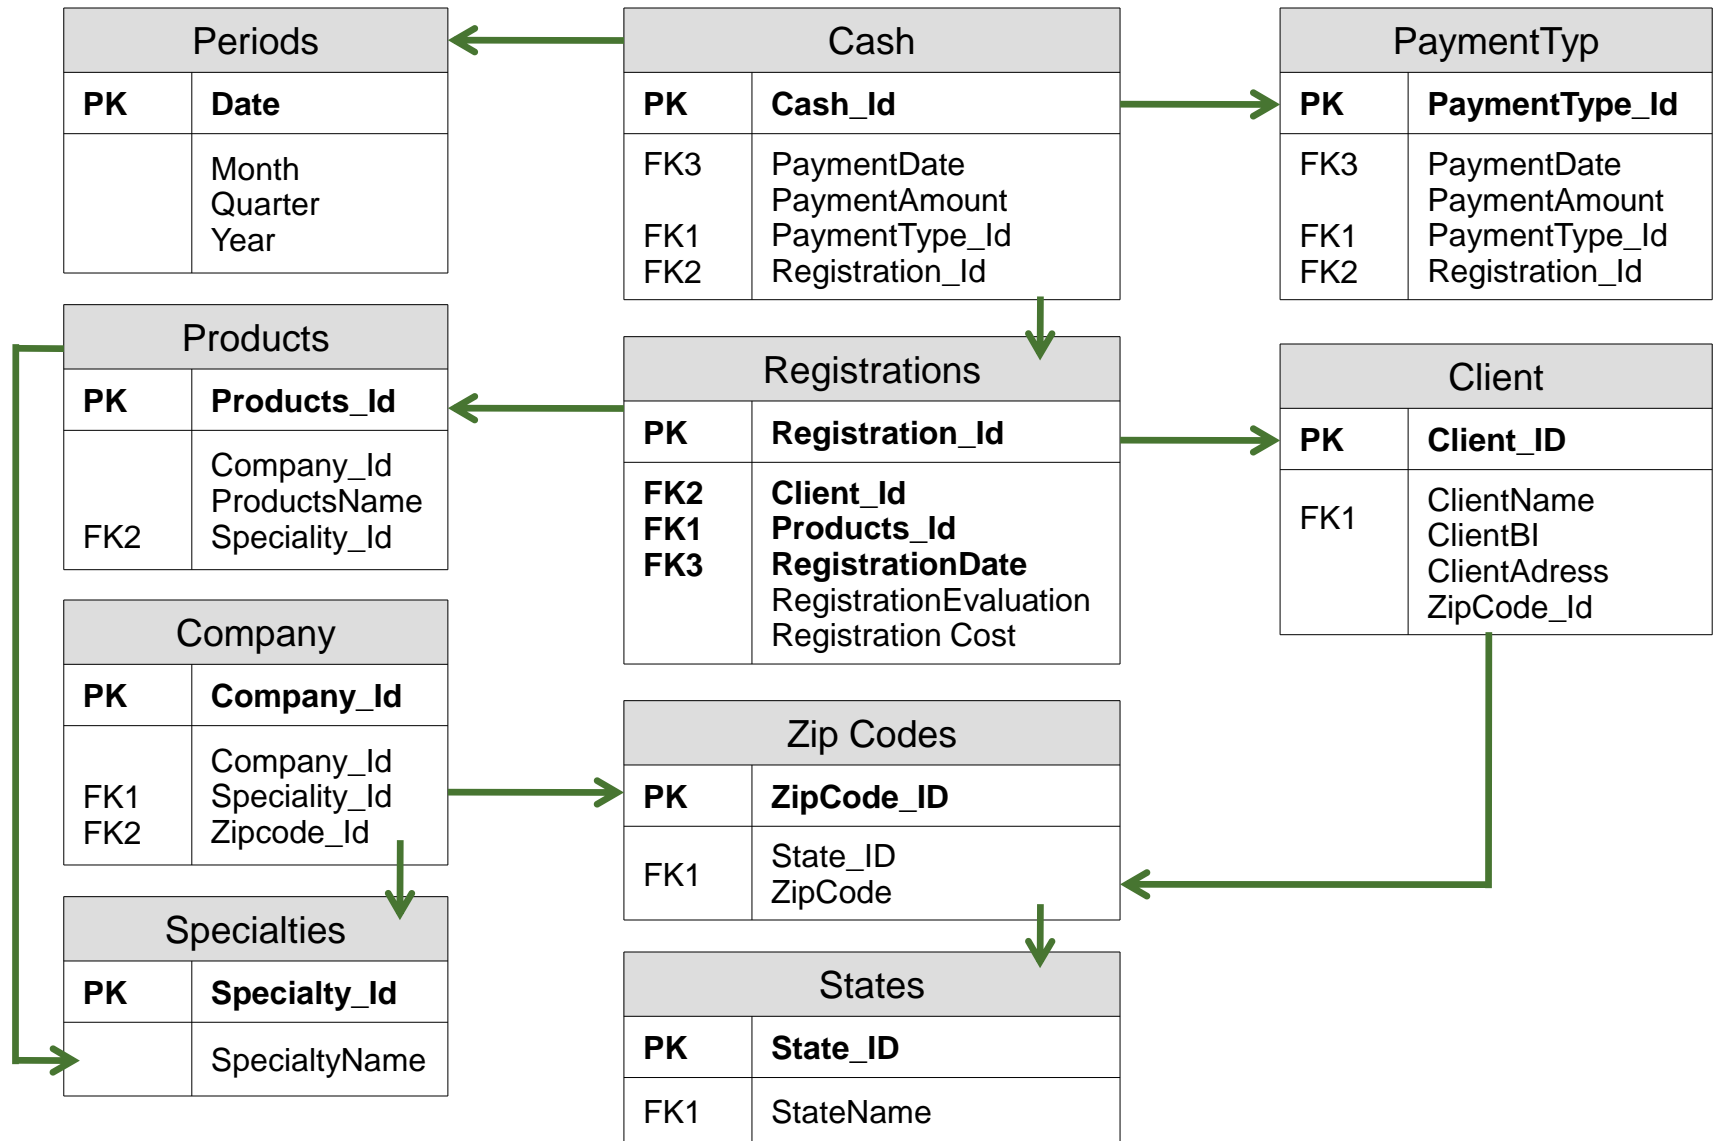 Periods
PK Date
Month
Quarter
Year
Cash
PK Cash_Id
FK3 PaymentDate
PaymentAmount
FK1 PaymentType_Id
FK2 Registration_Id
PaymentTyp
PK PaymentType_Id
FK3 PaymentDate
PaymentAmount
FK1 PaymentType_Id
FK2 Registration_Id
Products
PK Products_Id
Company_Id
ProductsName
FK2 Speciality_Id
Registrations
PK Registration_Id
FK2 Client_Id
FK1 Products_Id
FK3 RegistrationDate
RegistrationEvaluation
Registration Cost
Client
PK Client_ID
FK1 ClientName
ClientBI
ClientAdress
ZipCode_Id
Company
PK Company_Id
Company_Id
FK1 Speciality_Id
FK2 Zipcode_Id
Zip Codes
PK ZipCode_ID
FK1 State_ID
ZipCode
Specialties
PK Specialty_Id
SpecialtyName
States
PK State_ID
FK1 StateName